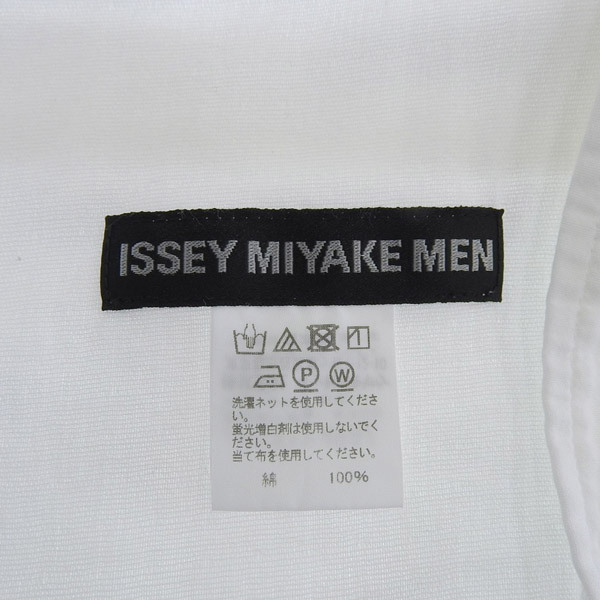 ISSEY MIYAKE MEN
P W
洗濯ネットを使用してくださ
い。
蛍光増白剤は使用しないでく
ださい。
当て布を使用してください。
綿 100%